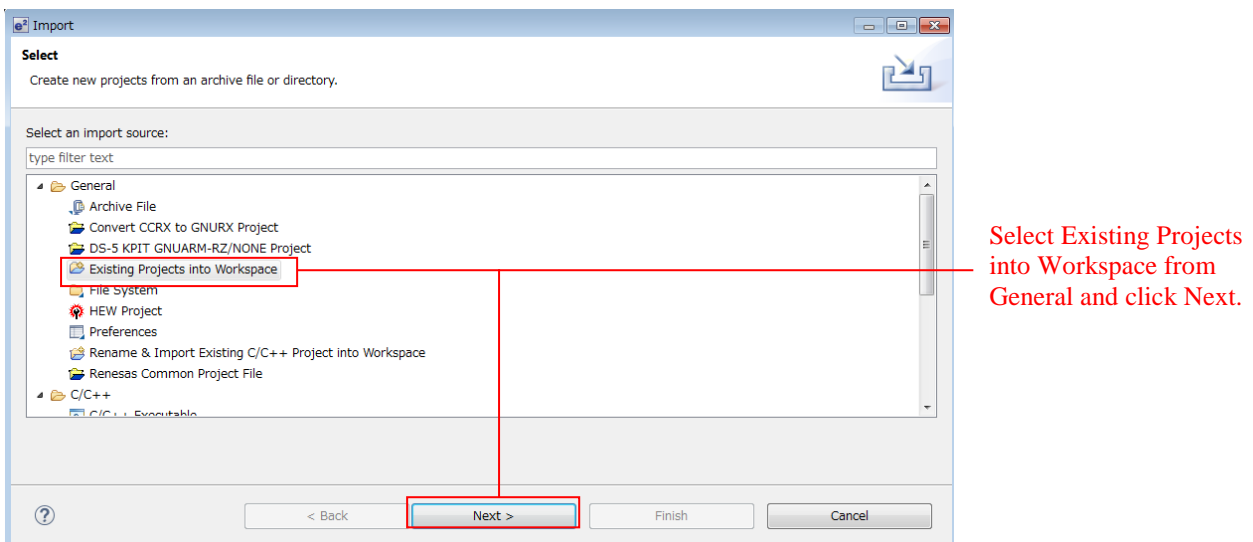 e² Import
Select
Create new projects from an archive file or directory.
Select an import source:
type filter text
General
Archive File
Convert CCRX to GNURX Project
DS-5 KPIT GNUARM-RZ/NONE Project
Existing Projects into Workspace
File System
HEW Project
Preferences
Rename & Import Existing C/C++ Project into Workspace
Renesas Common Project File
C/C++
C/C++ Executable
Select Existing Projects
into Workspace from
General and click Next.
? < Back Next > Finish Cancel